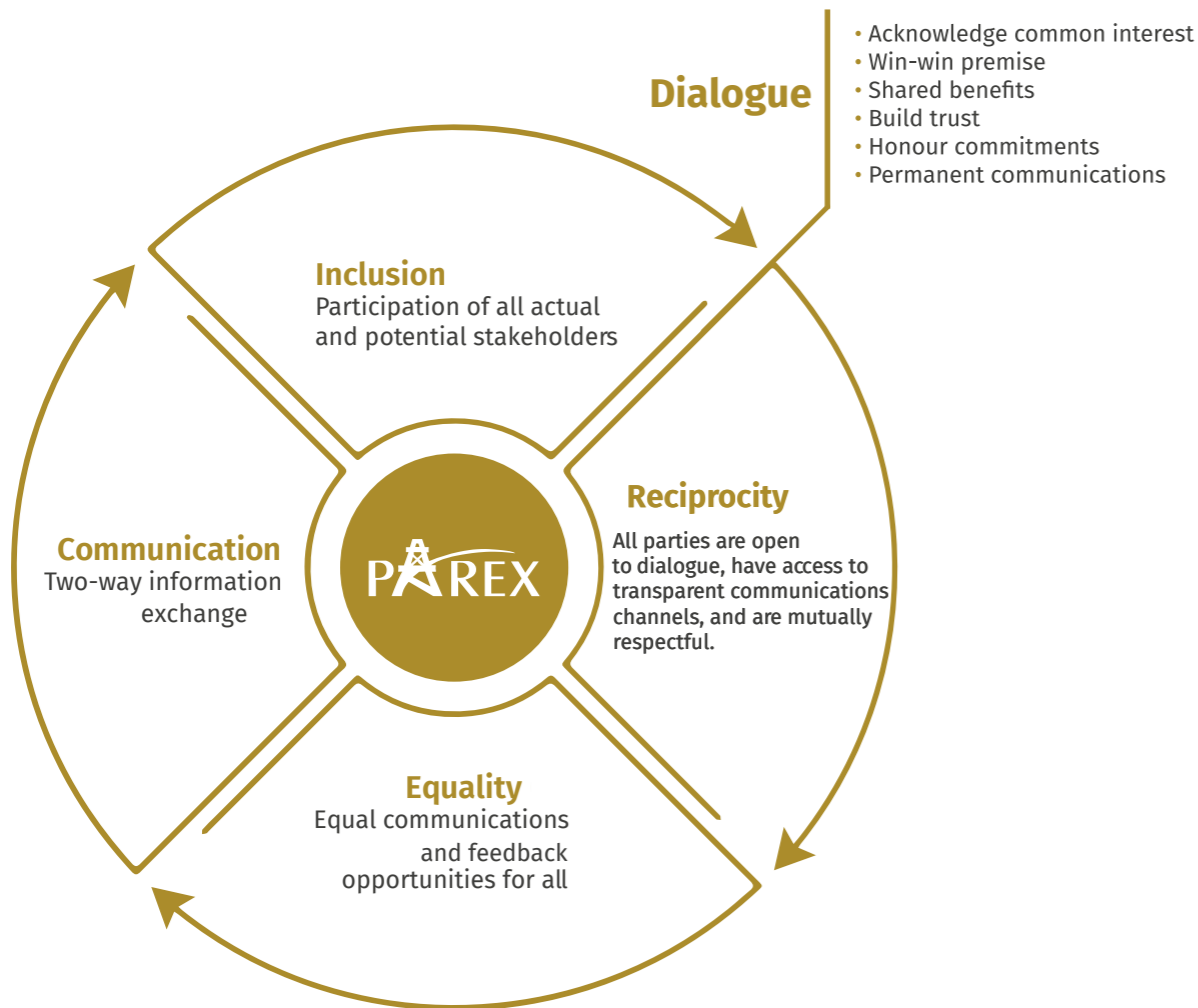 Dialogue
• Acknowledge common interest
• Win-win premise
• Shared benefits
• Build trust
• Honour commitments
• Permanent communications
Inclusion
Participation of all actual
and potential stakeholders
Reciprocity
All parties are open
to dialogue, have access to
transparent communications
channels, and are mutually
respectful.
Equality
Equal communications
and feedback
opportunities for all
Communication
Two-way information
exchange
PAREX